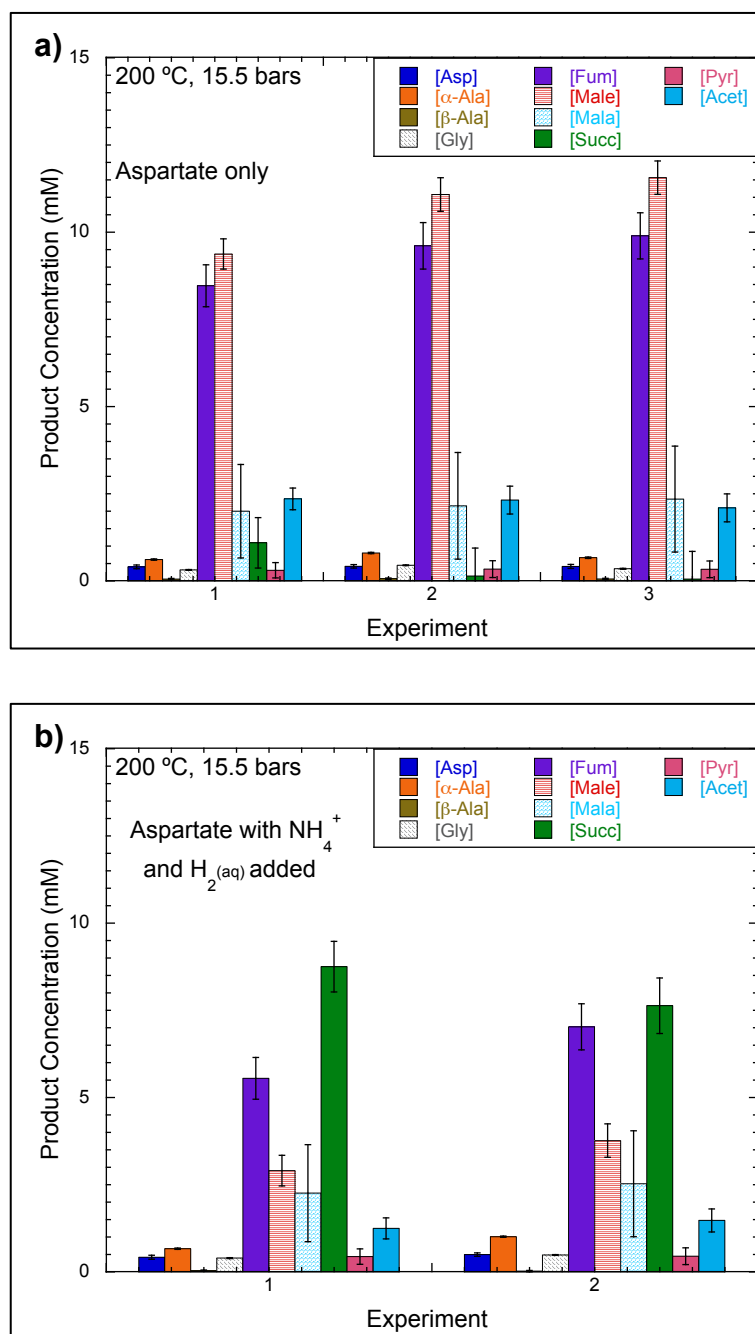 a)
200 ºC, 15.5 bars
Aspartate only
[Asp]
[α-Ala]
[β-Ala]
[Gly]
[Fum]
[Male]
[Mala]
[Succ]
[Pyr]
[Acet]
15
10
5
0
Product Concentration (mM)
1 2 3
Experiment
b)
200 ºC, 15.5 bars
Aspartate with NH₄⁺
and H₂(aq) added
[Asp]
[α-Ala]
[β-Ala]
[Gly]
[Fum]
[Male]
[Mala]
[Succ]
[Pyr]
[Acet]
15
10
5
0
Product Concentration (mM)
1 2
Experiment